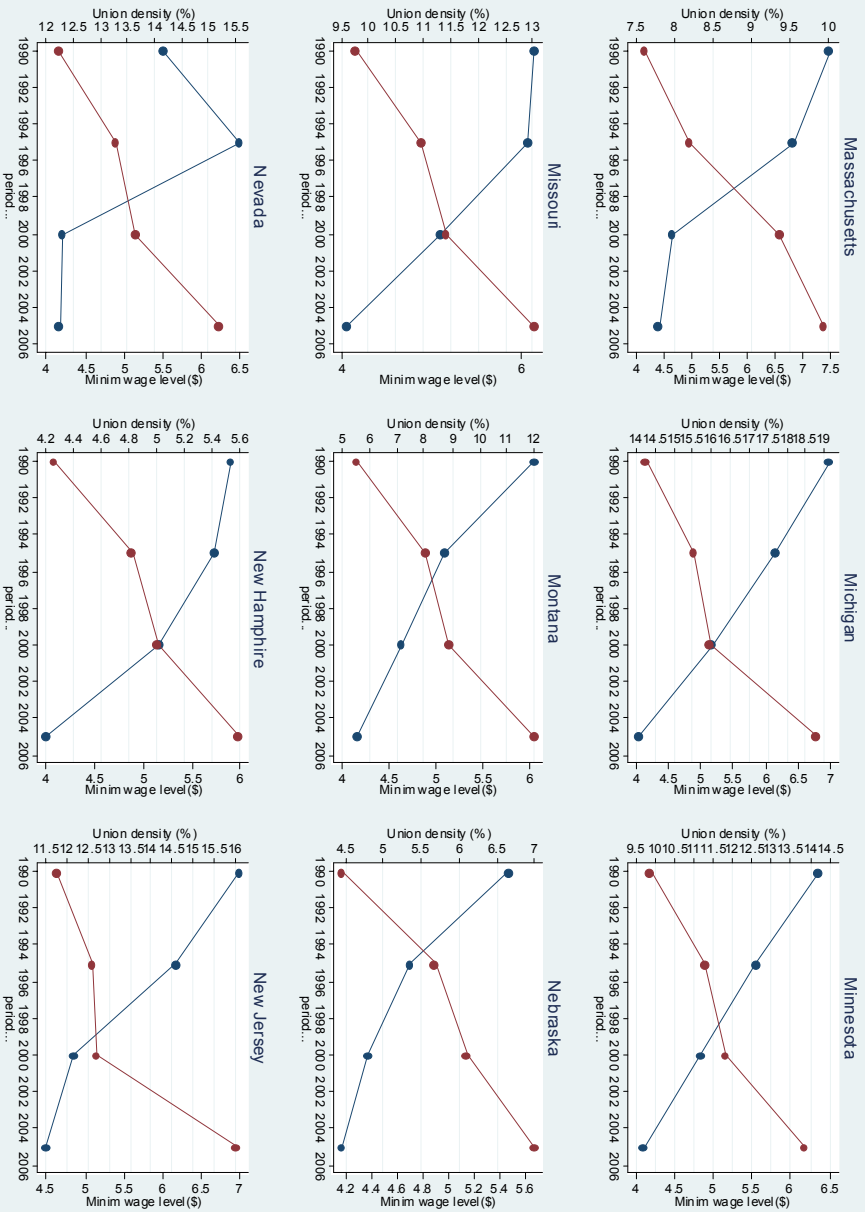 Massachusetts
Union density (%)
7.5 8 8.5 9 9.5 10
1990 1992 1994 1996 1998 2000 2002 2004 2006
period...
4 4.5 5 5.5 6 6.5 7 7.5
Minim wage level($)
Michigan
Union density (%)
14 14.5 15 15.5 16 16.5 17 17.5 18 18.5 19
1990 1992 1994 1996 1998 2000 2002 2004 2006
period...
4 4.5 5 5.5 6 6.5 7
Minim wage level($)
Minnesota
Union density (%)
9.5 10 10.5 11 11.5 12 12.5 13 13.5 14 14.5
1990 1992 1994 1996 1998 2000 2002 2004 2006
period...
4 4.5 5 5.5 6 6.5
Minim wage level($)
Missouri
Union density (%)
9.5 10 10.5 11 11.5 12 12.5 13
1990 1992 1994 1996 1998 2000 2002 2004 2006
period...
4 6
Minim wage level($)
Montana
Union density (%)
5 6 7 8 9 10 11 12
1990 1992 1994 1996 1998 2000 2002 2004 2006
period..
4 4.5 5 5.5 6
Minim wage level($)
Nebraska
Union density (%)
4.5 5 5.5 6 6.5 7
1990 1992 1994 1996 1998 2000 2002 2004 2006
period...
4.2 4.4 4.6 4.8 5 5.2 5.4 5.6
Minim wage level($)
Nevada
Union density (%)
12 12.5 13 13.5 14 14.5 15 15.5
1990 1992 1994 1996 1998 2000 2002 2004 2006
period...
4 4.5 5 5.5 6 6.5
Minim wage level($)
New Hamphire
Union density (%)
4.2 4.4 4.6 4.8 5 5.2 5.4 5.6
1990 1992 1994 1996 1998 2000 2002 2004 2006
period..
4 4.5 5 5.5 6
Minim wage level($)
New Jersey
Union density (%)
11.5 12 12.5 13 13.5 14 14.5 15 15.5 16
1990 1992 1994 1996 1998 2000 2002 2004 2006
period...
4.5 5 5.5 6 6.5 7
Minim wage level($)